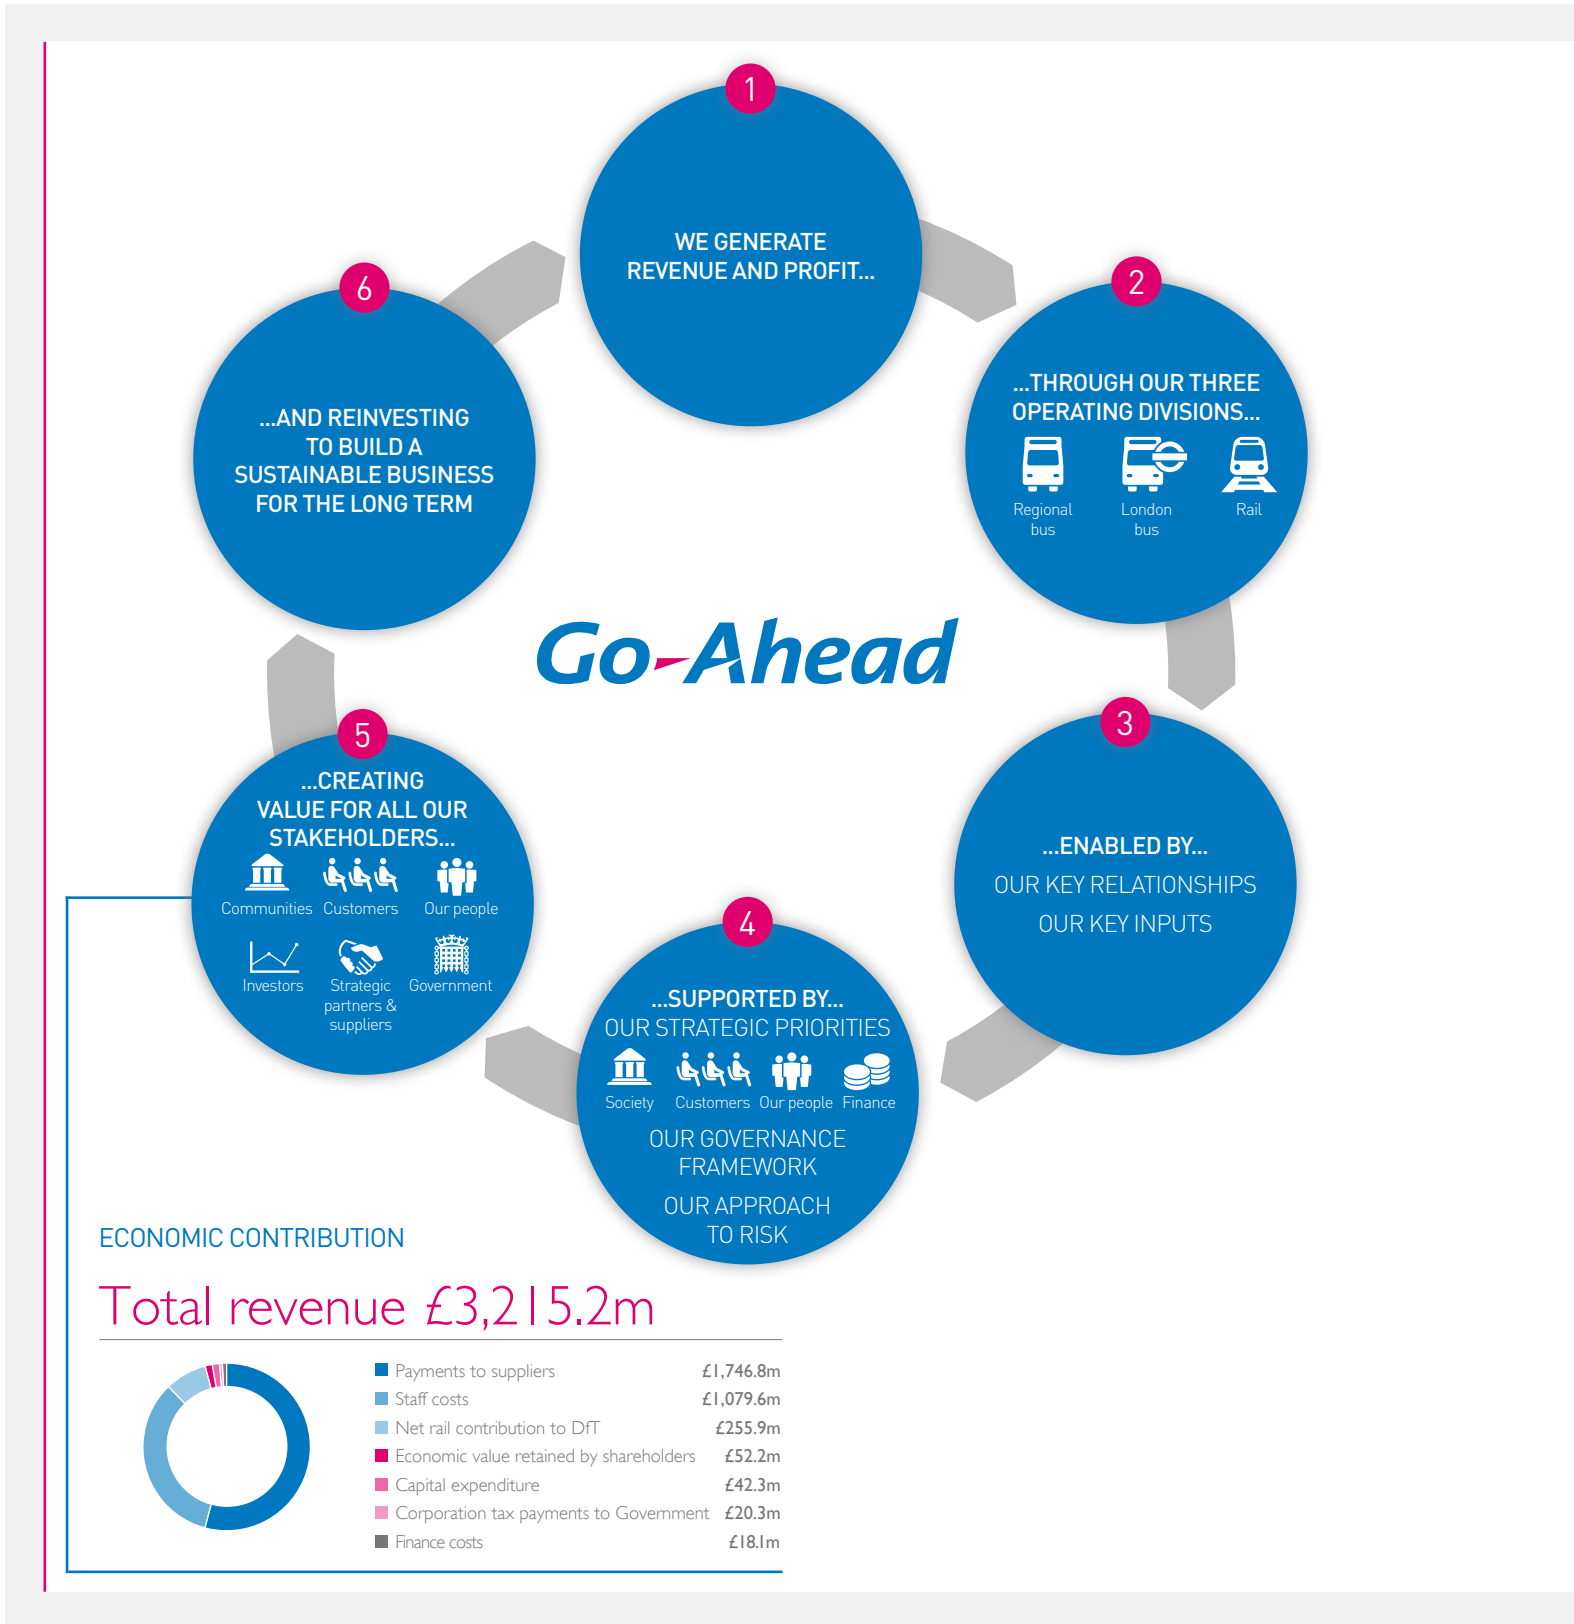 1
WE GENERATE
REVENUE AND PROFIT...
2
...THROUGH OUR THREE
OPERATING DIVISIONS...
Regional
bus
London
bus
Rail
3
...ENABLED BY...
OUR KEY RELATIONSHIPS
OUR KEY INPUTS
4
...SUPPORTED BY...
OUR STRATEGIC PRIORITIES
Society
Customers
Our people
Finance
OUR GOVERNANCE
FRAMEWORK
OUR APPROACH
TO RISK
5
...CREATING
VALUE FOR ALL OUR
STAKEHOLDERS...
Communities
Customers
Our people
Investors
Strategic
partners &
suppliers
Government
6
...AND REINVESTING
TO BUILD A
SUSTAINABLE BUSINESS
FOR THE LONG TERM
Go-Ahead
ECONOMIC CONTRIBUTION
Total revenue £3,215.2m
Payments to suppliers £1,746.8m
Staff costs £1,079.6m
Net rail contribution to DfT £255.9m
Economic value retained by shareholders £52.2m
Capital expenditure £42.3m
Corporation tax payments to Government £20.3m
Finance costs £18.1m